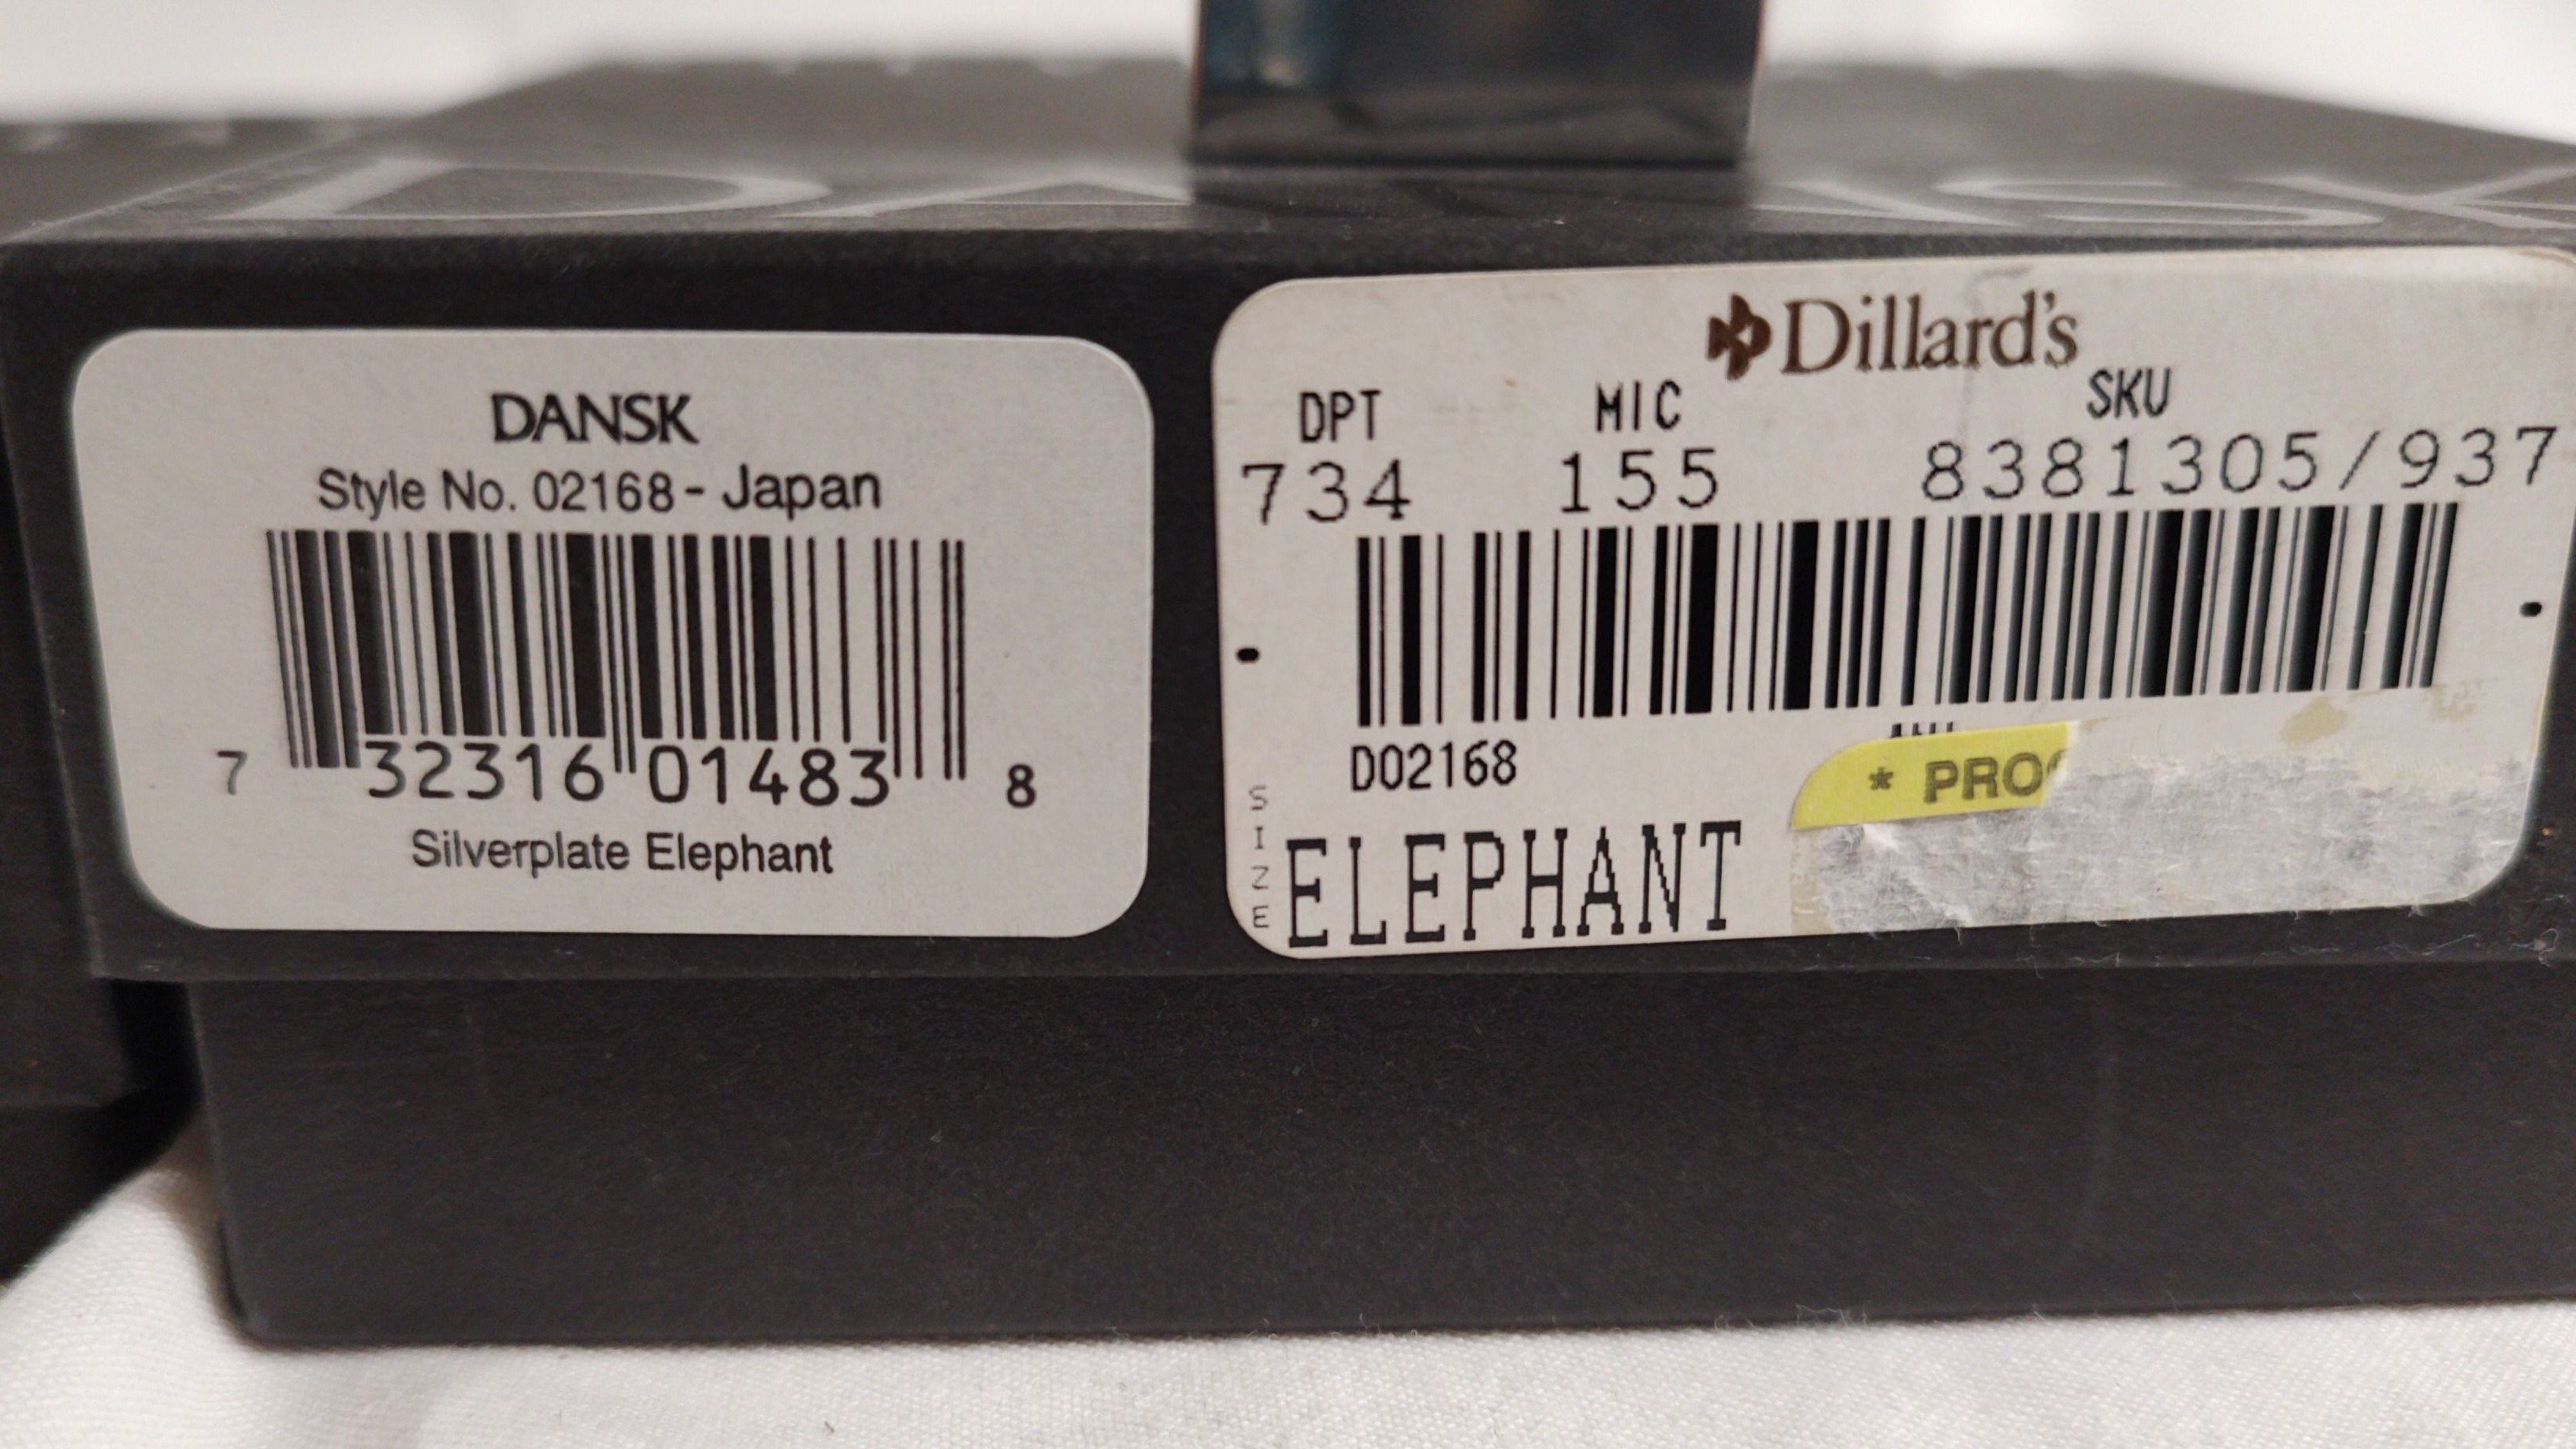 DANSK
DANSK
Style No. 02168 - Japan
7 32316 01483 8
Silverplate Elephant
Dillard's
DPT MIC SKU
734 155 8381305/937
D02168
* PRO
SIZE
ELEPHANT